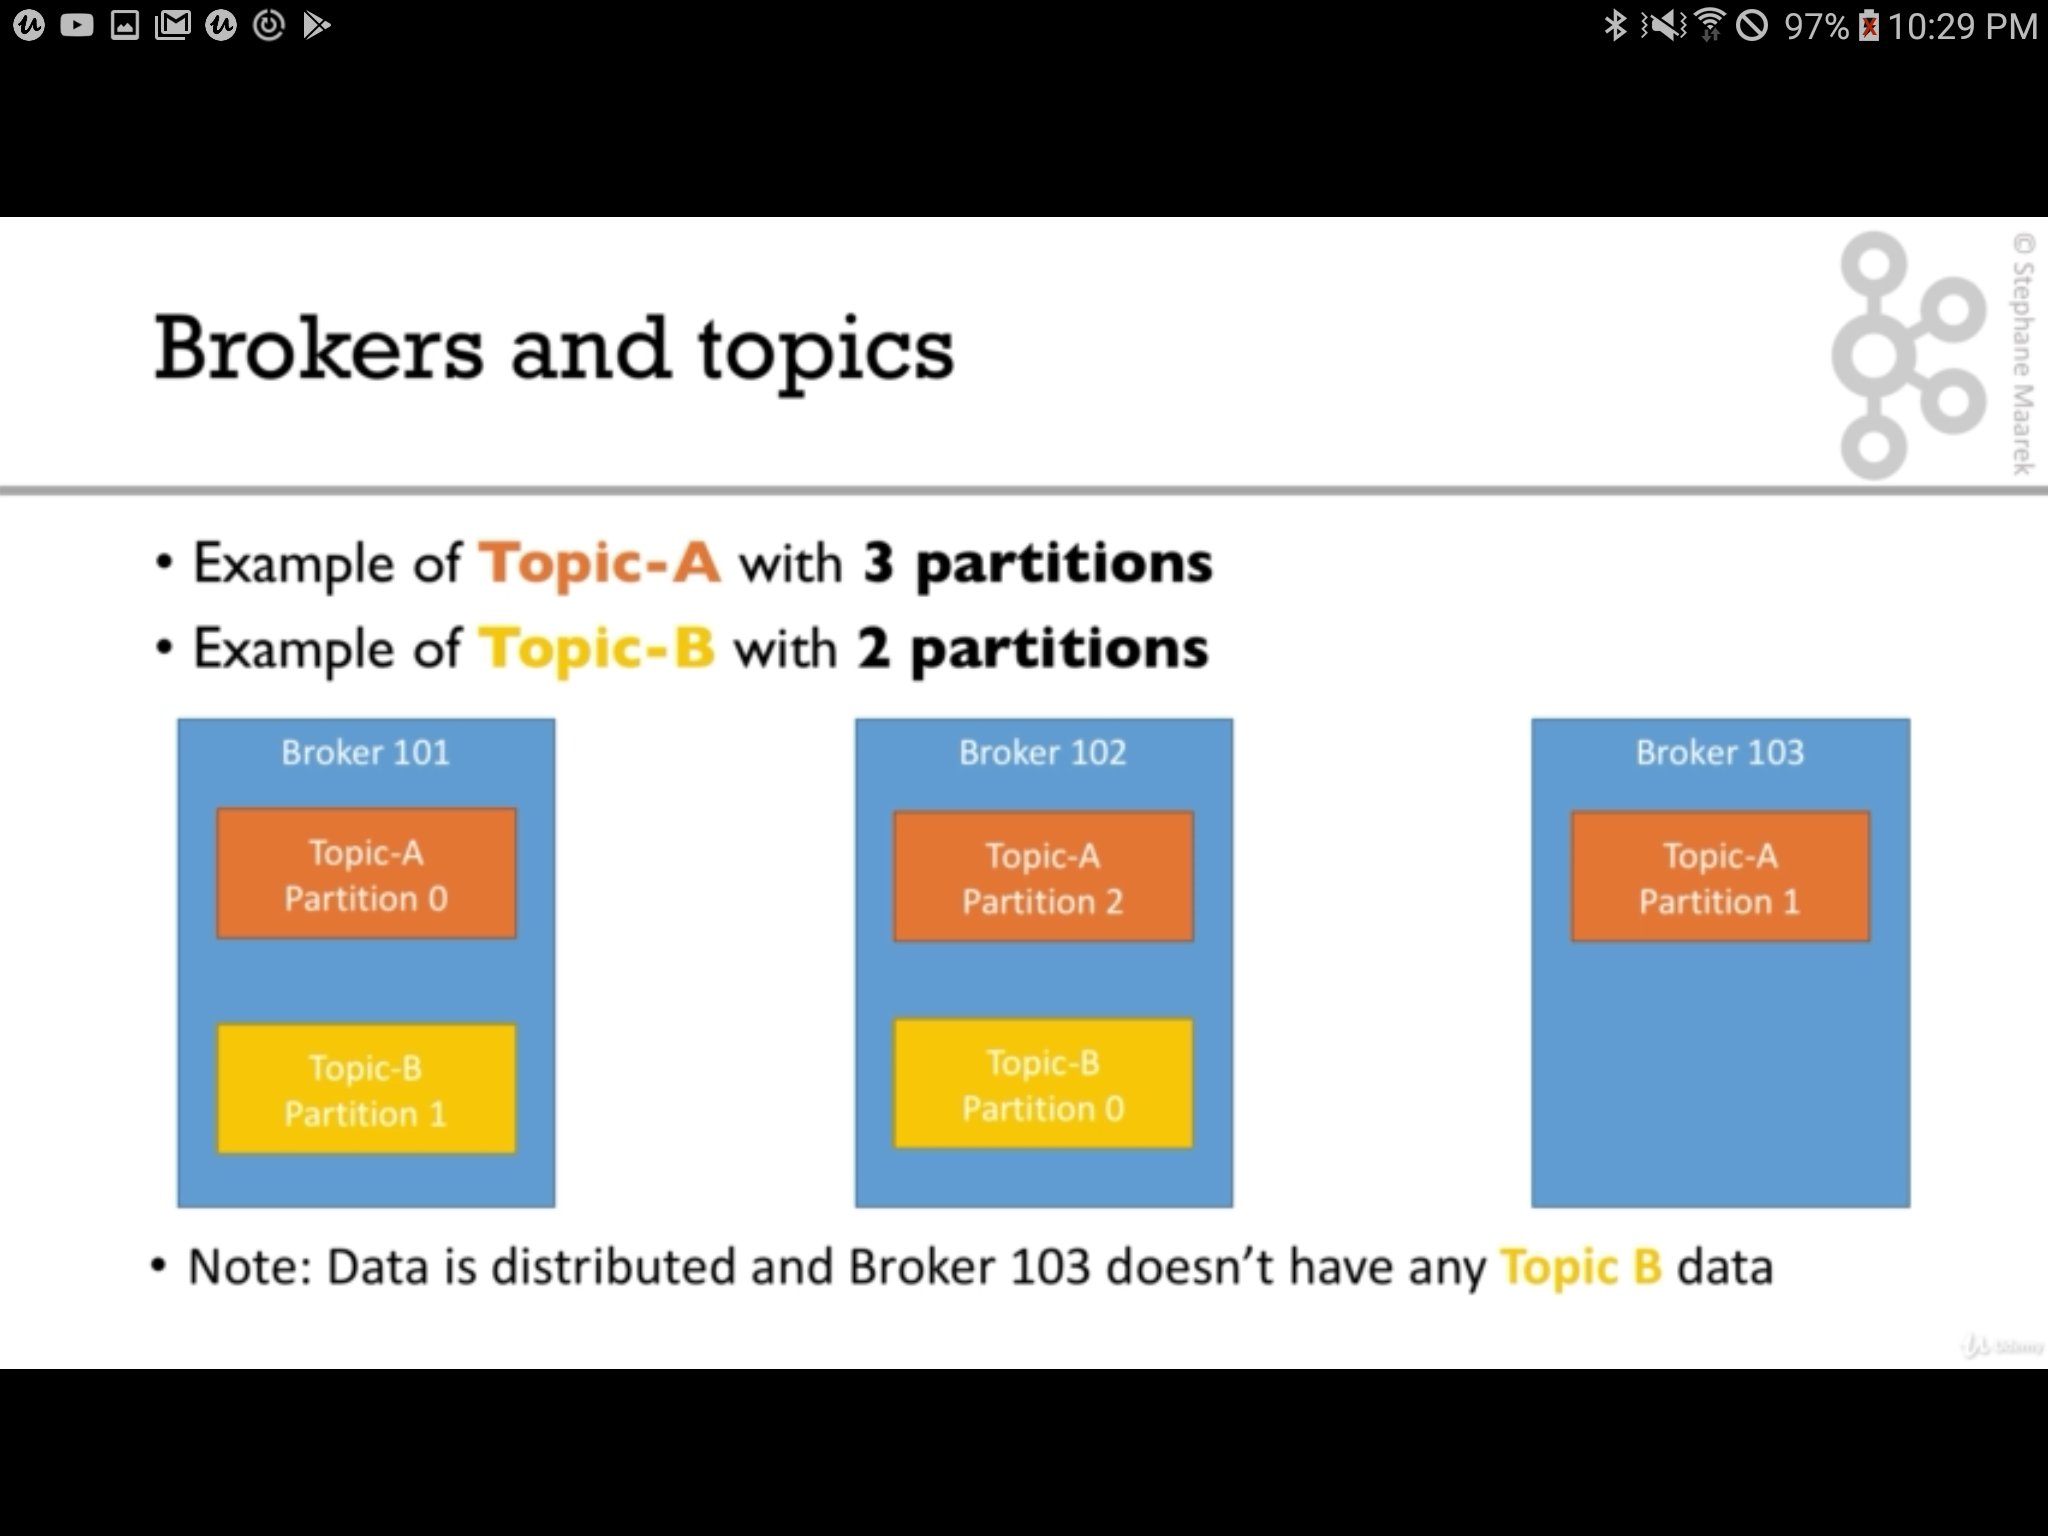 97% 10:29 PM
© Stephane Maarek
Brokers and topics
• Example of Topic-A with 3 partitions
• Example of Topic-B with 2 partitions
Broker 101
Topic-A
Partition 0
Topic-B
Partition 1
Broker 102
Topic-A
Partition 2
Topic-B
Partition 0
Broker 103
Topic-A
Partition 1
• Note: Data is distributed and Broker 103 doesn’t have any Topic B data
Udemy